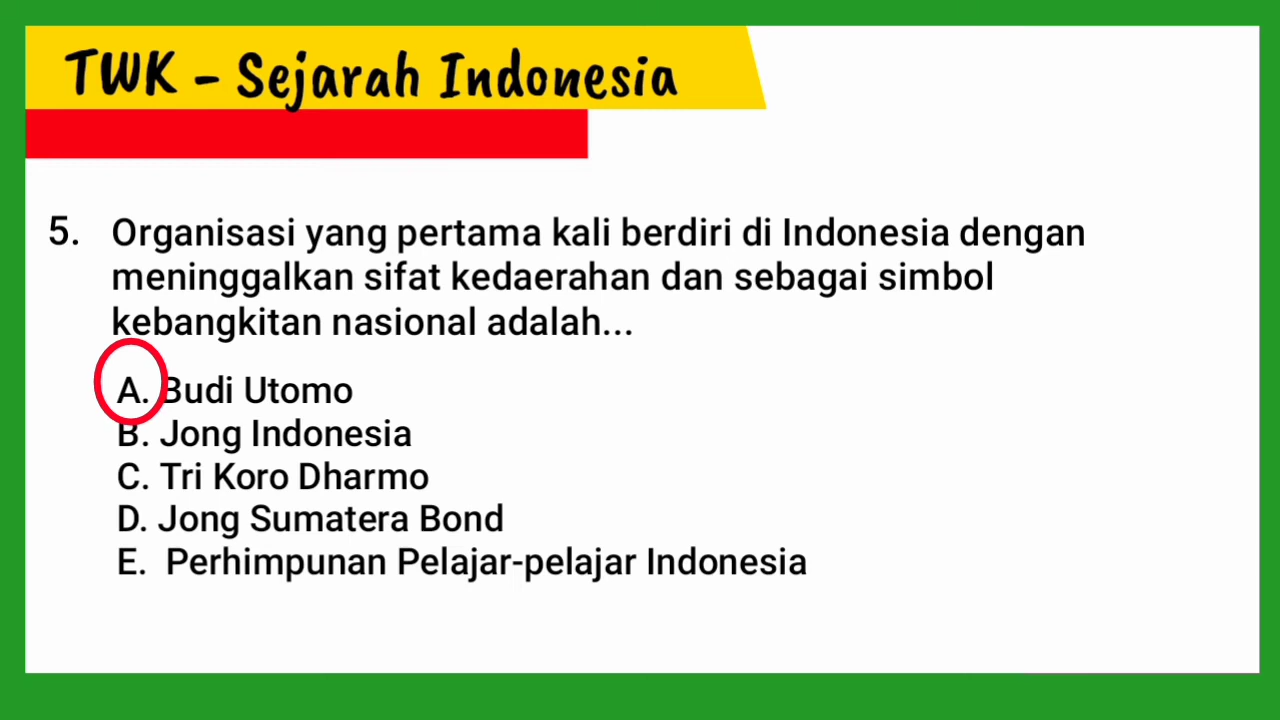 TWK - Sejarah Indonesia
5. Organisasi yang pertama kali berdiri di Indonesia dengan
meninggalkan sifat kedaerahan dan sebagai simbol
kebangkitan nasional adalah...
A. Budi Utomo
B. Jong Indonesia
C. Tri Koro Dharmo
D. Jong Sumatera Bond
E. Perhimpunan Pelajar-pelajar Indonesia